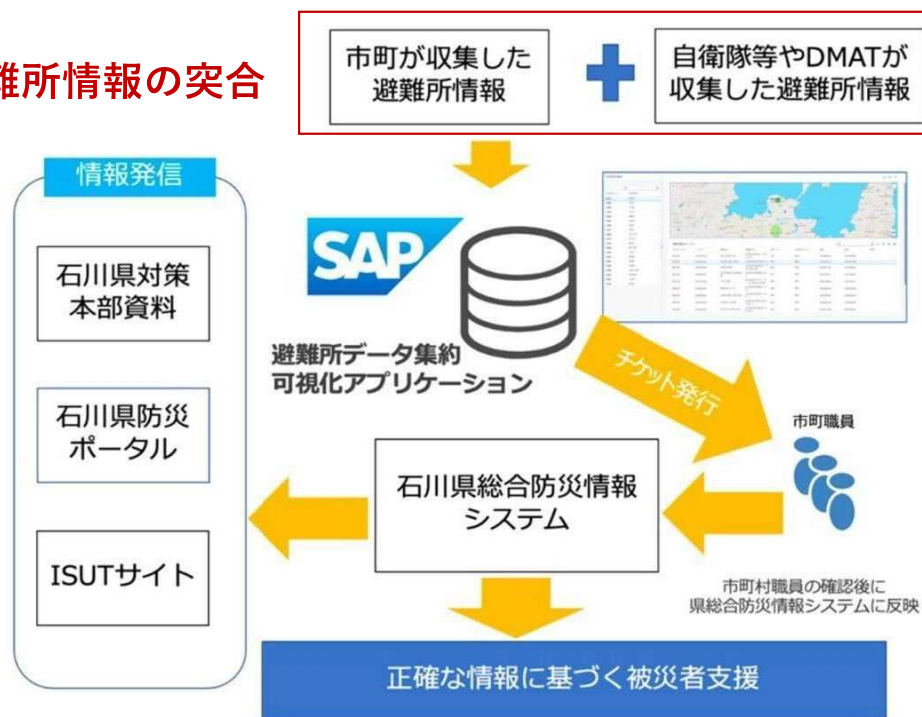 難所情報の突合
市町が収集した
避難所情報
自衛隊等やDMATが
収集した避難所情報
情報発信
石川県対策
本部資料
石川県防災
ポータル
ISUTサイト
SAP
避難所データ集約
可視化アプリケーション
チケット発行
市町職員
石川県総合防災情報
システム
市町村職員の確認後に
県総合防災情報システムに反映
正確な情報に基づく被災者支援